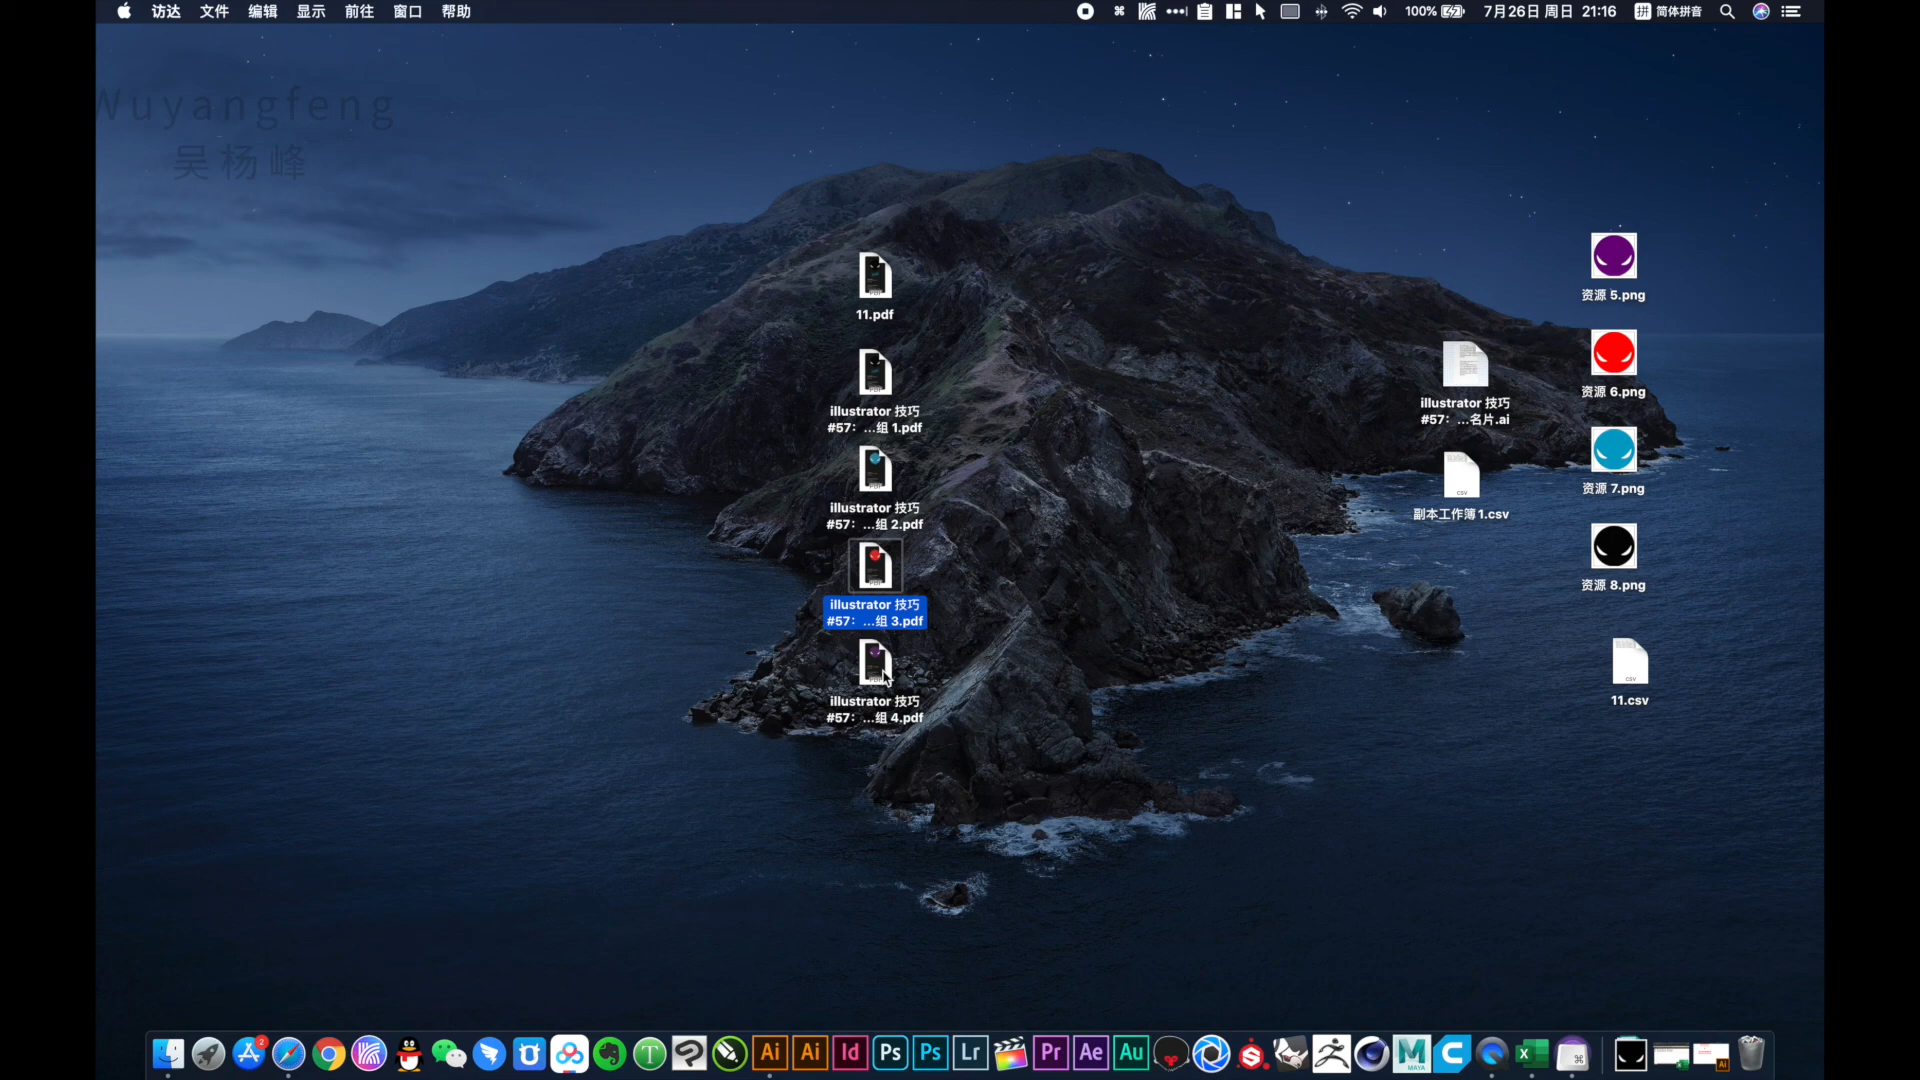 访达 文件 编辑 显示 前往 窗口 帮助
100% 7月26日 周日 21:16 拼 简体拼音
Wuyangfeng
吴杨峰
11.pdf
illustrator 技巧
#57: ...组 1.pdf
illustrator 技巧
#57: ...组 2.pdf
illustrator 技巧
#57: ...组 3.pdf
illustrator 技巧
#57: ...组 4.pdf
illustrator 技巧
#57: ...名片.ai
副本工作簿1.csv
资源 5.png
资源 6.png
资源 7.png
资源 8.png
CSV
CSV
11.csv
2
Ai Ai Id Ps Ps Lr Pr Ae Au MAYA